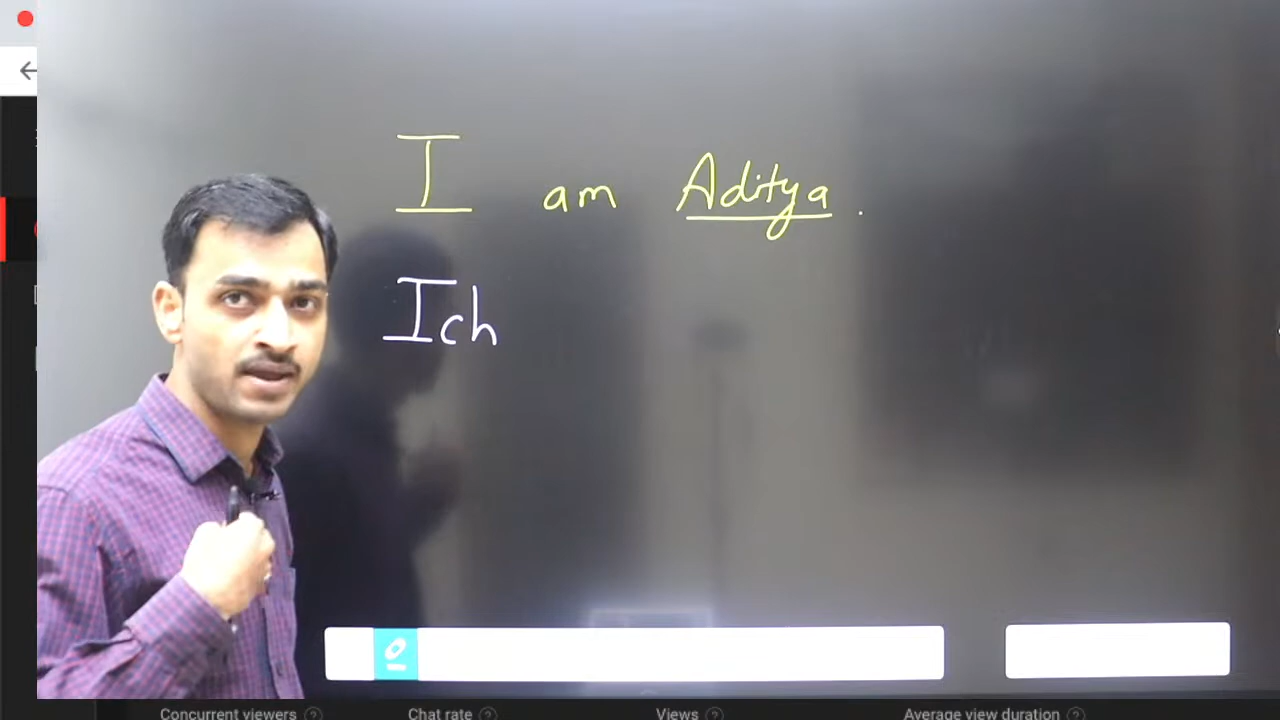 I am Aditya.
Ich
Concurrent viewers ?
Chat rate ?
Views ?
Average view duration ?